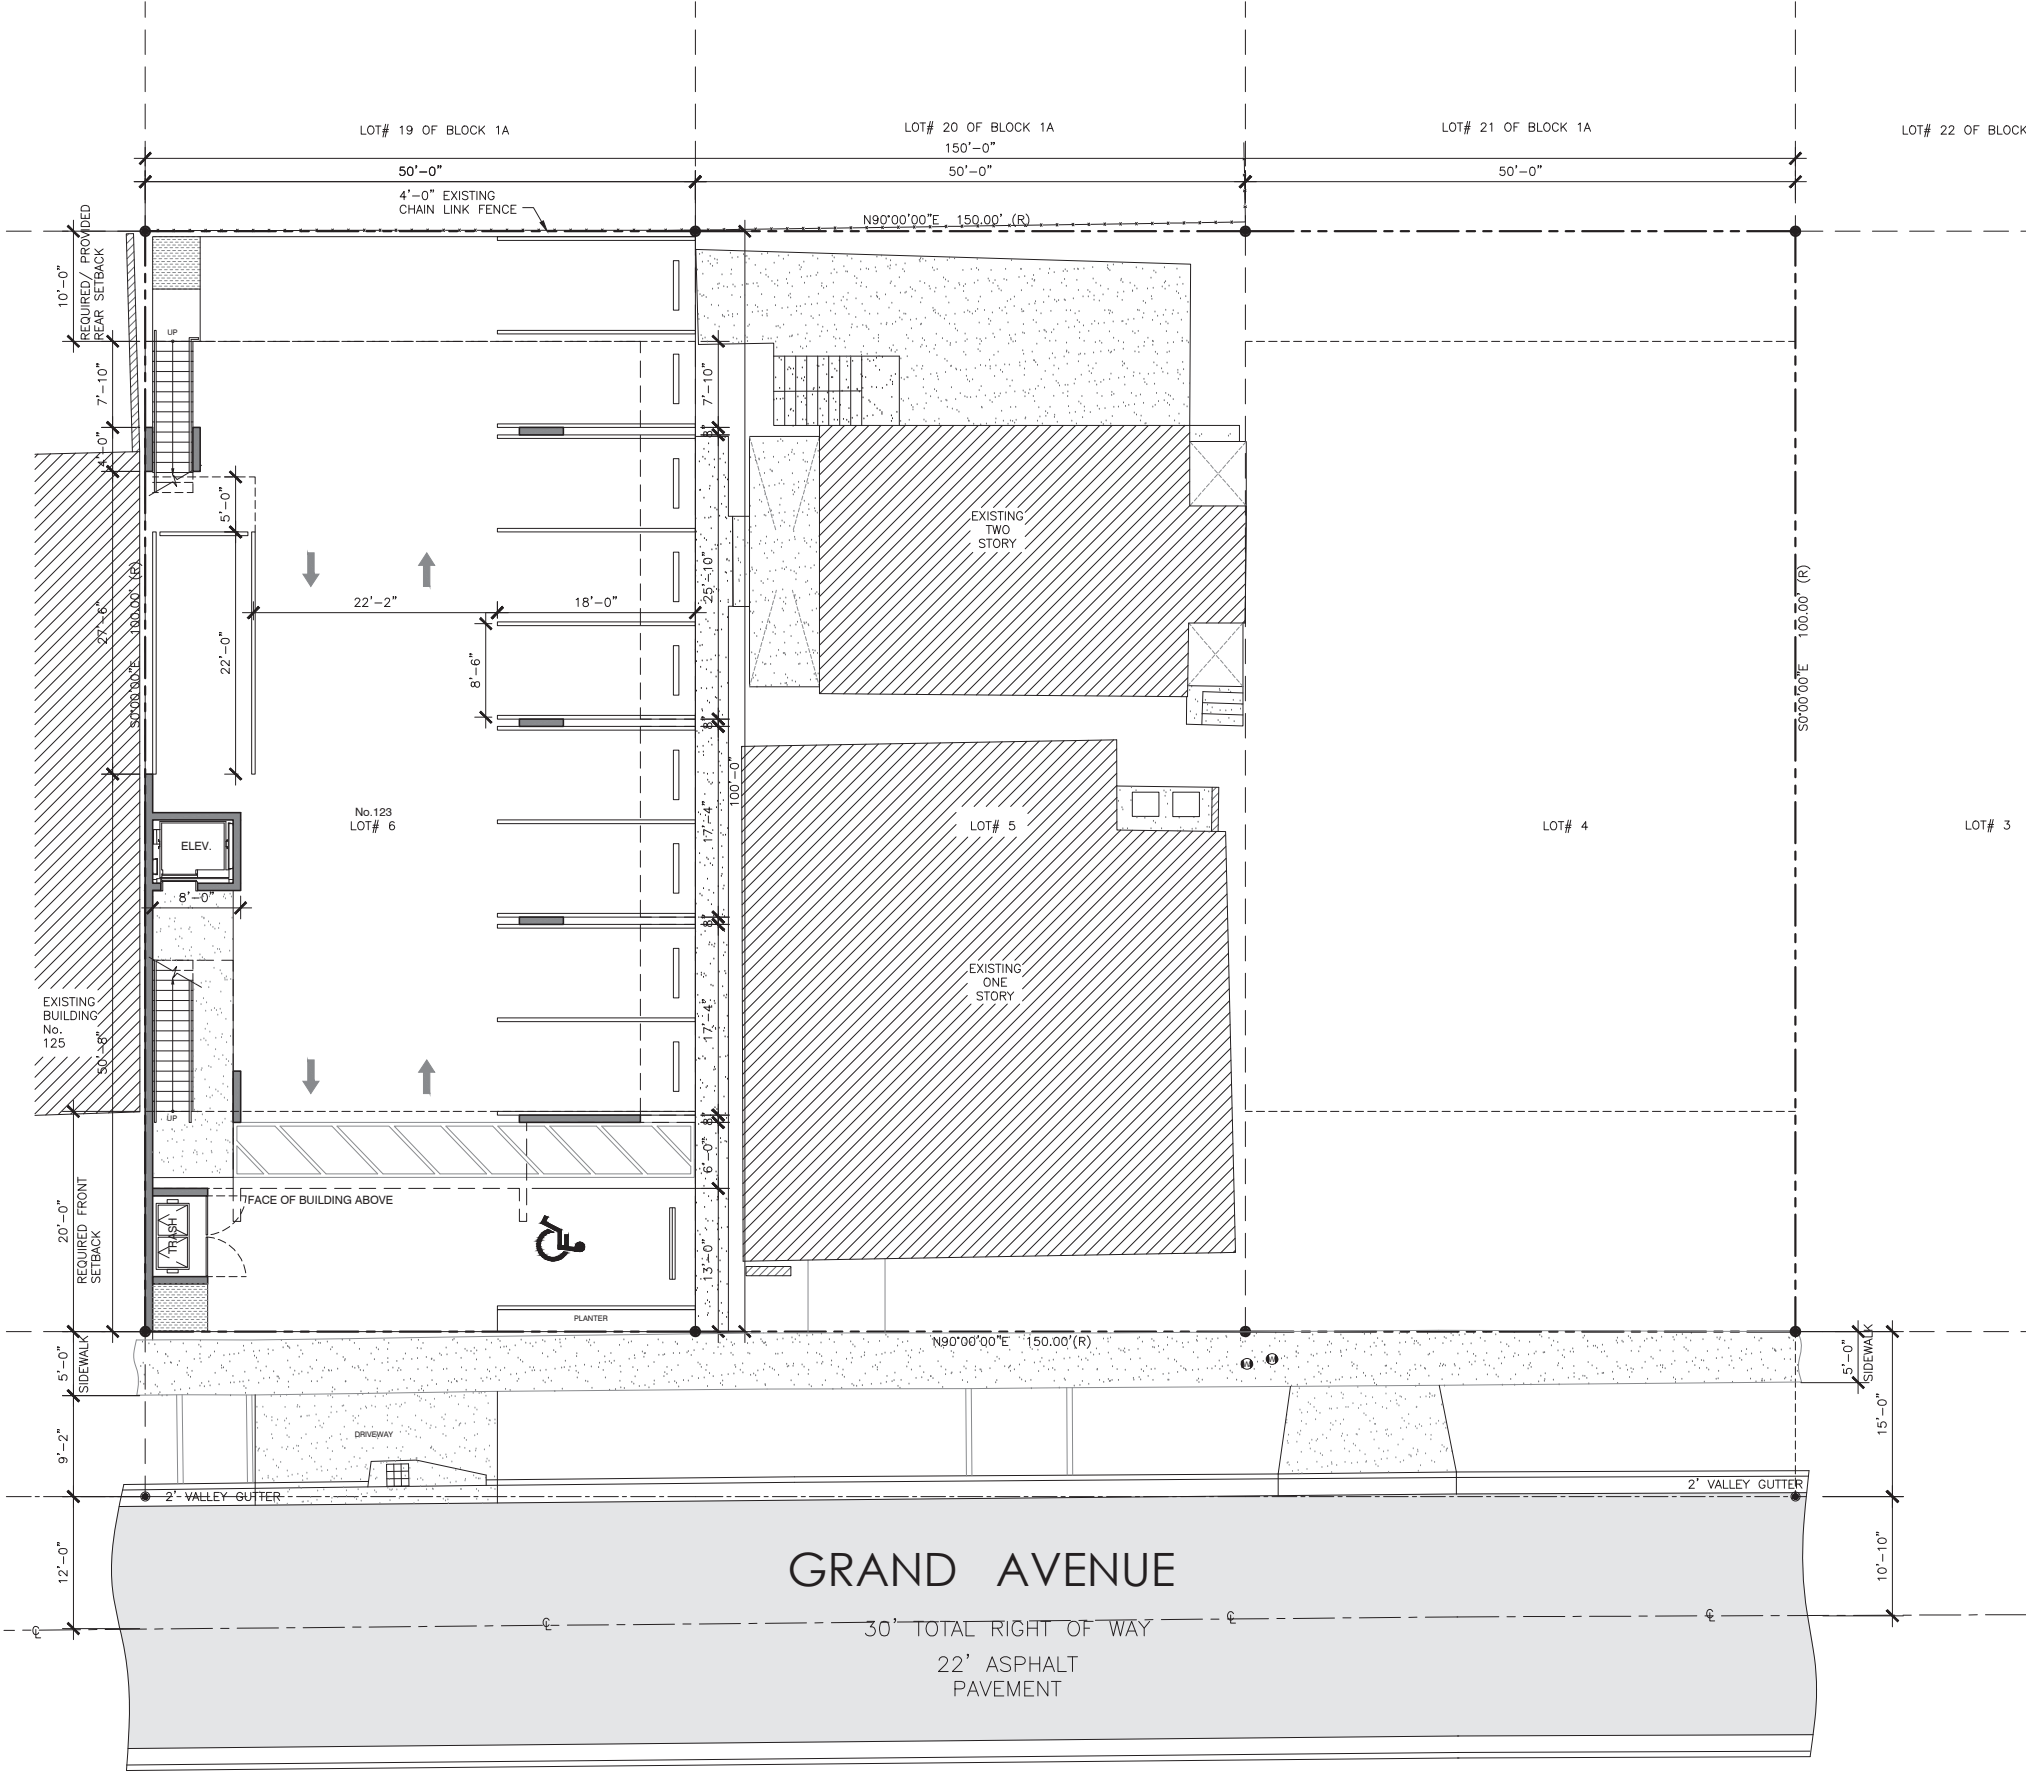 LOT# 19 OF BLOCK 1A
LOT# 20 OF BLOCK 1A
LOT# 21 OF BLOCK 1A
LOT# 22 OF BLOCK
150'-0"
50'-0"
50'-0"
50'-0"
4'-0" EXISTING
CHAIN LINK FENCE
N90°00'00"E 150.00' (R)
10'-0"
REQUIRED/ PROVIDED
REAR SETBACK
UP
7'-10"
7'-10"
4'-0"
8"
5'-0"
EXISTING
TWO
STORY
27'-6"
S0°00'00"E 100.00' (R)
22'-2"
18'-0"
25'-10"
22'-0"
8'-6"
S0°00'00"E 100.00' (R)
8"
100'-0"
No.123
LOT# 6
17'-4"
LOT# 5
LOT# 4
LOT# 3
ELEV.
8'-0"
8"
EXISTING
ONE
STORY
EXISTING
BUILDING
No.
125
50'-8"
17'-4"
UP
8"
6'-0"
FACE OF BUILDING ABOVE
20'-0"
REQUIRED FRONT
SETBACK
TRASH
13'-0"
PLANTER
N90°00'00"E 150.00'(R)
5'-0"
SIDEWALK
5'-0"
SIDEWALK
9'-2"
DRIVEWAY
15'-0"
2' VALLEY GUTTER
2' VALLEY GUTTER
12'-0"
GRAND AVENUE
10'-10"
30' TOTAL RIGHT OF WAY
22' ASPHALT
PAVEMENT